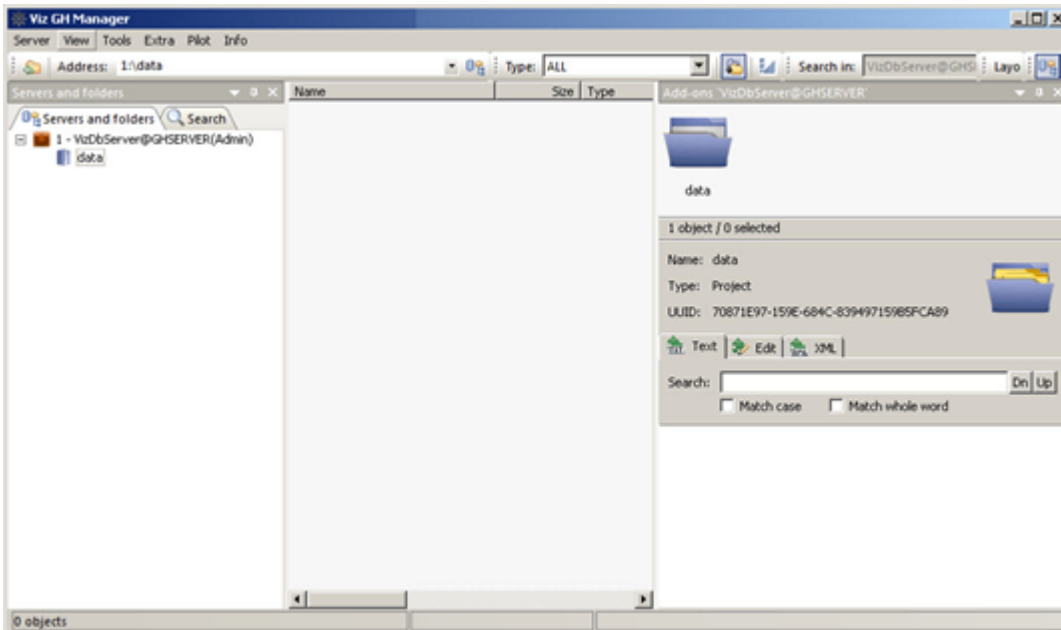 Viz GH Manager
Server View Tools Extra Pilot Info
Address: 1:\data Type: ALL Search in: VizDbServer@GHS Layo
Servers and folders
Name Size Type
Add-ons 'VizDbServer@GHSERVER'
Servers and folders Search
1 - VizDbServer@GHSERVER(Admin)
data
data
1 object / 0 selected
Name: data
Type: Project
UUID: 70871E97-159E-684C-839497159B5FCA89
Text Edit XML
Search: Dn Up
Match case Match whole word
0 objects